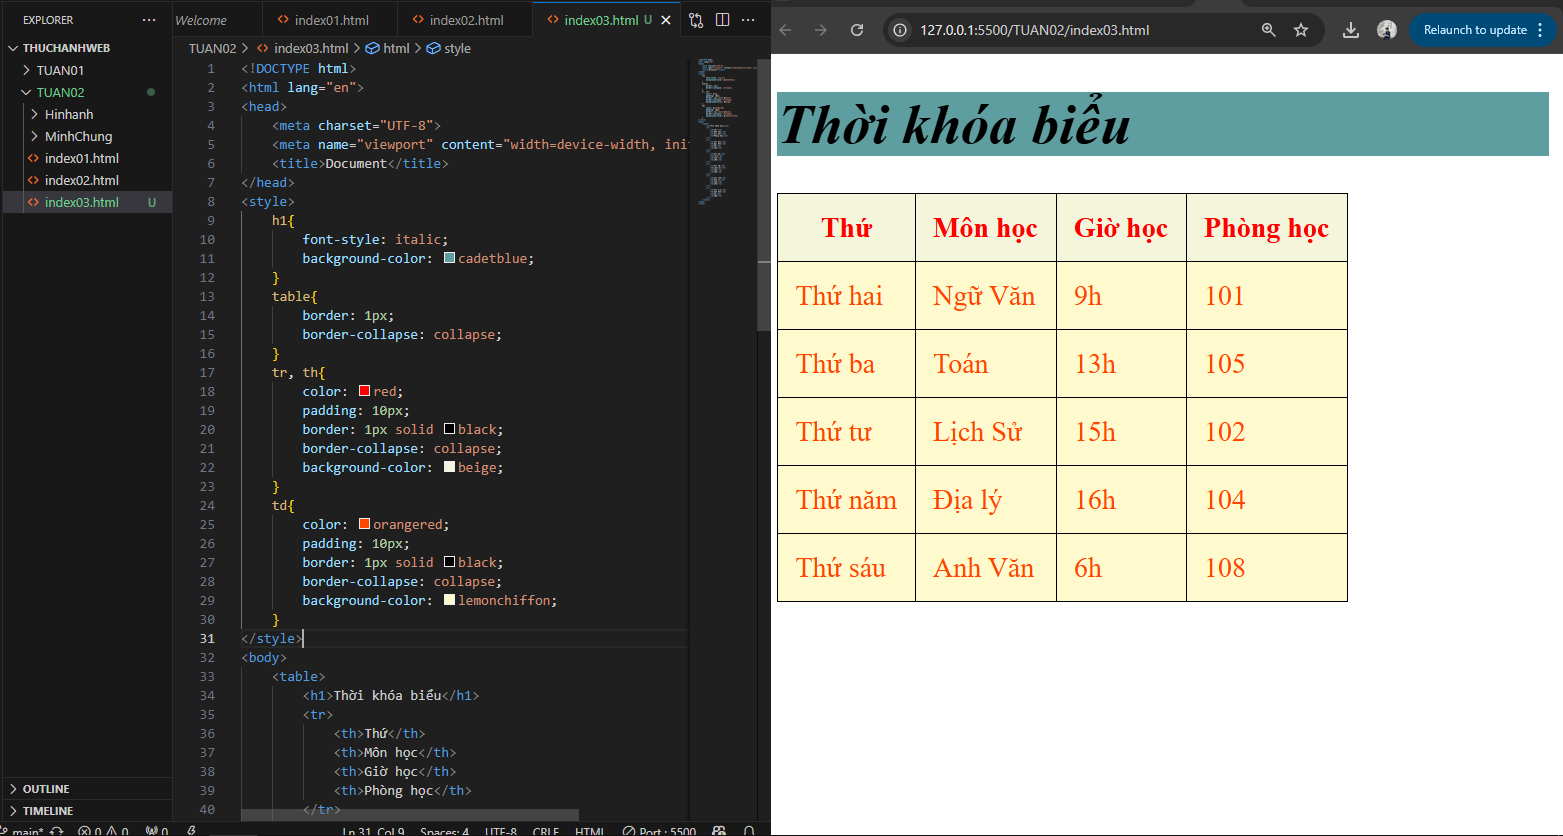 EXPLORER
THUCHANHWEB
TUAN01
TUAN02
Hinhanh
MinhChung
index01.html
index02.html
index03.html U
OUTLINE
TIMELINE
Welcome
index01.html
index02.html
index03.html U
TUAN02 > index03.html > html > style
1 <!DOCTYPE html>
2 <html lang="en">
3 <head>
4 <meta charset="UTF-8">
5 <meta name="viewport" content="width=device-width, init
6 <title>Document</title>
7 </head>
8 <style>
9 h1{
10 font-style: italic;
11 background-color: cadetblue;
12 }
13 table{
14 border: 1px;
15 border-collapse: collapse;
16 }
17 tr, th{
18 color: red;
19 padding: 10px;
20 border: 1px solid black;
21 border-collapse: collapse;
22 background-color: beige;
23 }
24 td{
25 color: orangered;
26 padding: 10px;
27 border: 1px solid black;
28 border-collapse: collapse;
29 background-color: lemonchiffon;
30 }
31 </style>
32 <body>
33 <table>
34 <h1>Thời khóa biểu</h1>
35 <tr>
36 <th>Thứ</th>
37 <th>Môn học</th>
38 <th>Giờ học</th>
39 <th>Phòng học</th>
40 </tr>
main* 0 0 0 Ln 31, Col 9 Spaces: 4 UTF-8 CRLF HTML Port : 5500
127.0.0.1:5500/TUAN02/index03.html
Relaunch to update
Thời khóa biểu
Thứ Môn học Giờ học Phòng học
Thứ hai Ngữ Văn 9h 101
Thứ ba Toán 13h 105
Thứ tư Lịch Sử 15h 102
Thứ năm Địa lý 16h 104
Thứ sáu Anh Văn 6h 108